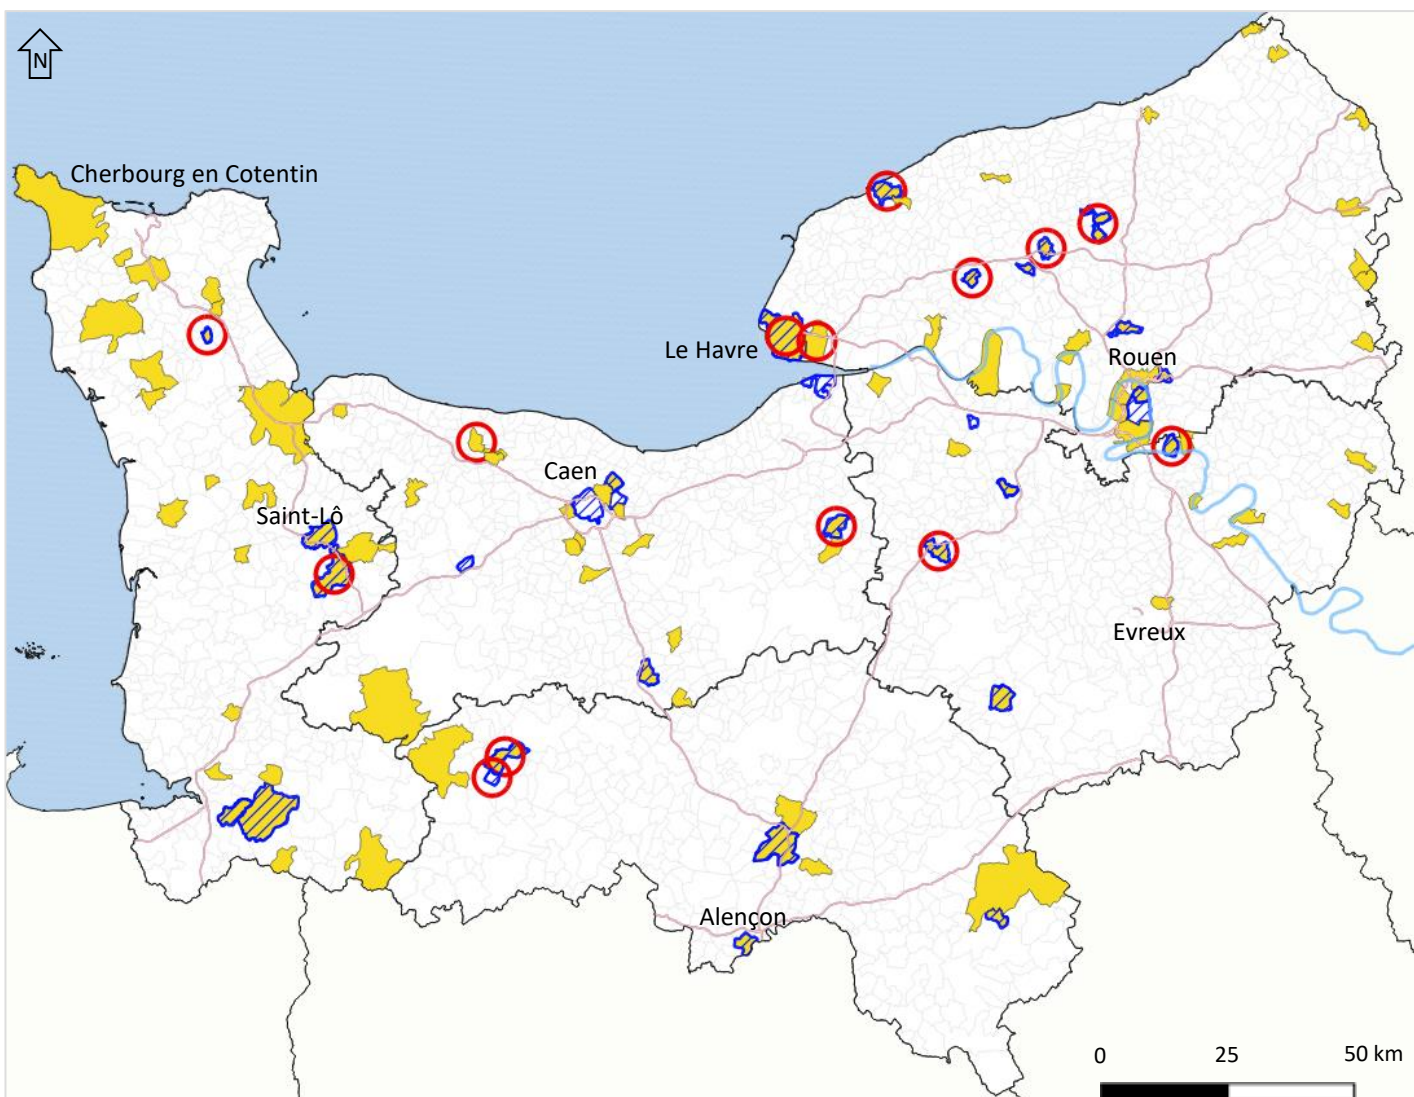 N
Cherbourg en Cotentin
Le Havre
Rouen
Caen
Saint-Lô
Evreux
Alençon
0 25 50 km